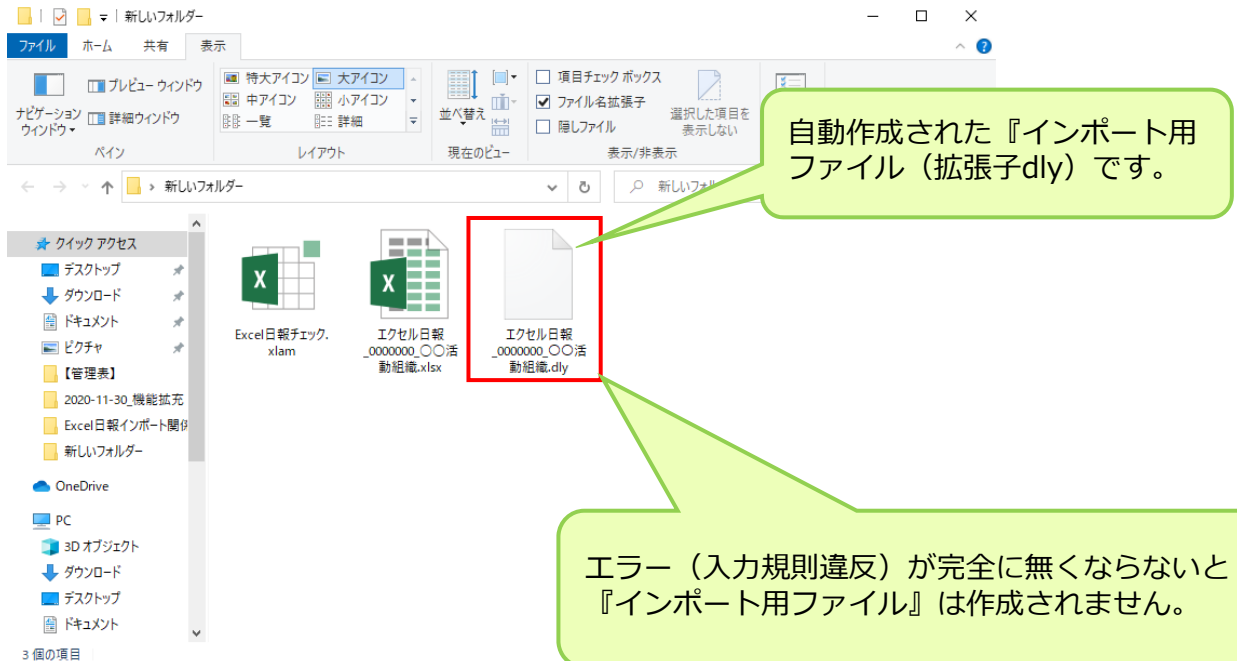 新しいフォルダー
ファイル ホーム 共有 表示
ナビゲーション ウィンドウ
プレビュー ウィンドウ
詳細ウィンドウ
ペイン
特大アイコン 大アイコン
中アイコン 小アイコン
一覧 詳細
レイアウト
並べ替え
現在のビュー
項目チェック ボックス
ファイル名拡張子
隠しファイル
選択した項目を
表示しない
表示/非表示
自動作成された『インポート用
ファイル（拡張子dly）です。
新しいフォルダー
クイック アクセス
デスクトップ
ダウンロード
ドキュメント
ピクチャ
【管理表】
2020-11-30_機能拡充
Excel日報インポート関係
新しいフォルダー
OneDrive
PC
3D オブジェクト
ダウンロード
デスクトップ
ドキュメント
3 個の項目
Excel日報チェック.
xlam
エクセル日報
_0000000_〇〇活
動組織.xlsx
エクセル日報
_0000000_〇〇活
動組織.dly
エラー（入力規則違反）が完全に無くならないと
『インポート用ファイル』は作成されません。